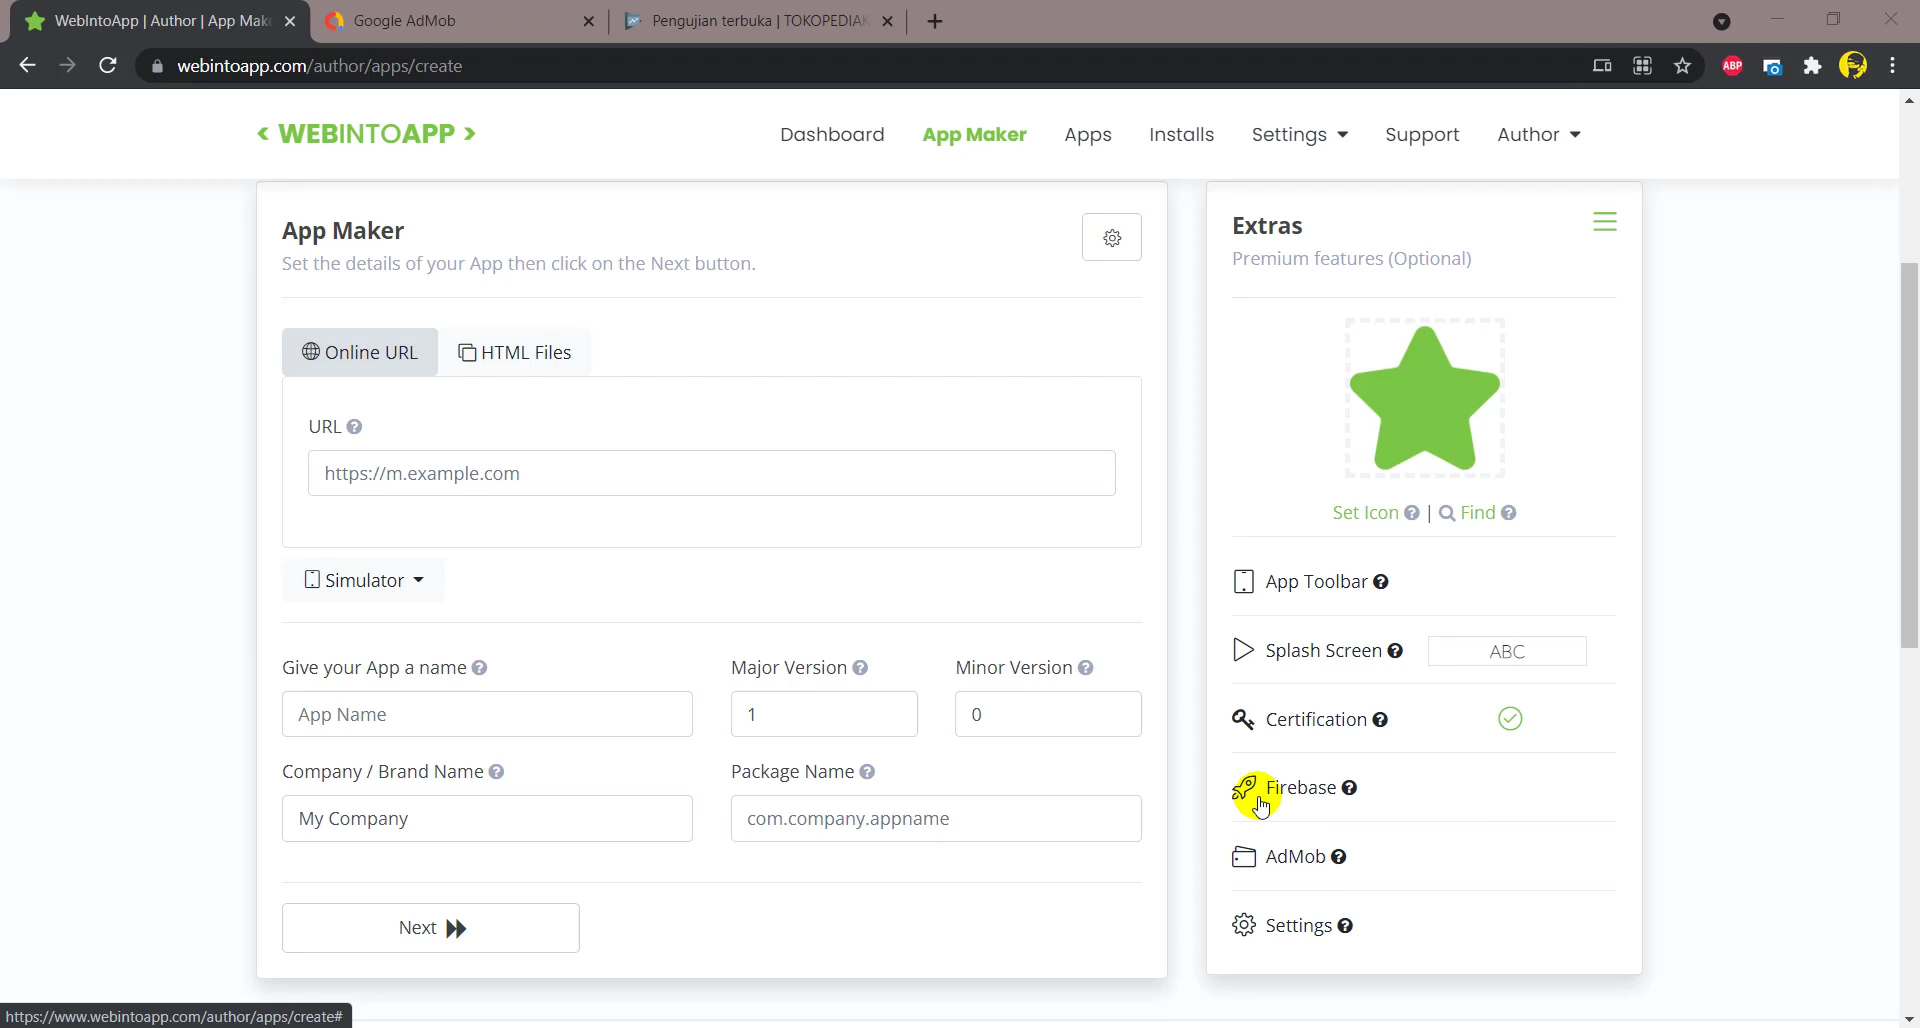 WebIntoApp | Author | App Make
Google AdMob
Pengujian terbuka | TOKOPEDIAK
webintoapp.com/author/apps/create
ABP
< WEBINTOAPP >
Dashboard
App Maker
Apps
Installs
Settings
Support
Author
App Maker
Set the details of your App then click on the Next button.
Online URL
HTML Files
URL ?
https://m.example.com
Simulator
Give your App a name ?
Major Version ?
Minor Version ?
App Name
1
0
Company / Brand Name ?
Package Name ?
My Company
com.company.appname
Next
Extras
Premium features (Optional)
Set Icon ? | Find ?
App Toolbar ?
Splash Screen ?
ABC
Certification ?
Firebase ?
AdMob ?
Settings ?
https://www.webintoapp.com/author/apps/create#